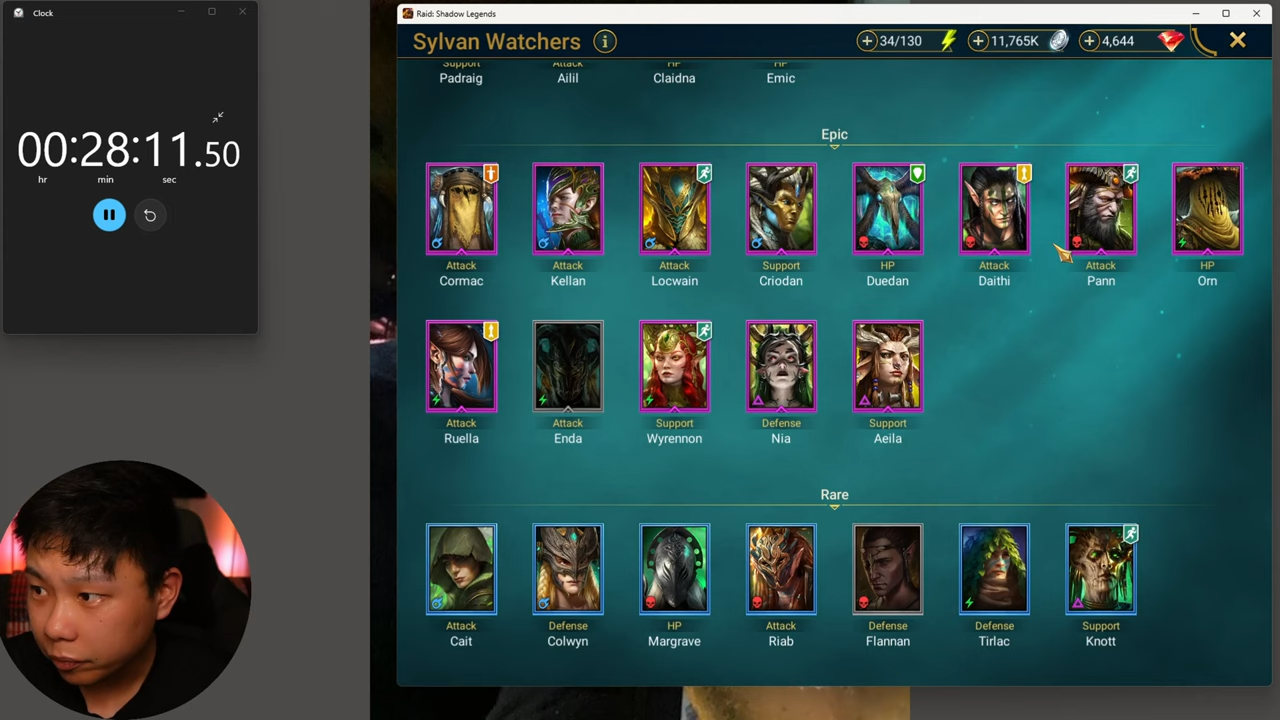 Clock
00:28:11.50
hr min sec
Raid: Shadow Legends
Sylvan Watchers
34/130
11,765K
4,644
Support Attack HP HP
Padraig Ailil Claidna Emic
Epic
Attack Attack Attack Support HP Attack Attack HP
Cormac Kellan Locwain Criodan Duedan Daithi Pann Orn
Attack Attack Support Defense Support
Ruella Enda Wyrennon Nia Aeila
Rare
Attack Defense HP Attack Defense Defense Support
Cait Colwyn Margrave Riab Flannan Tirlac Knott